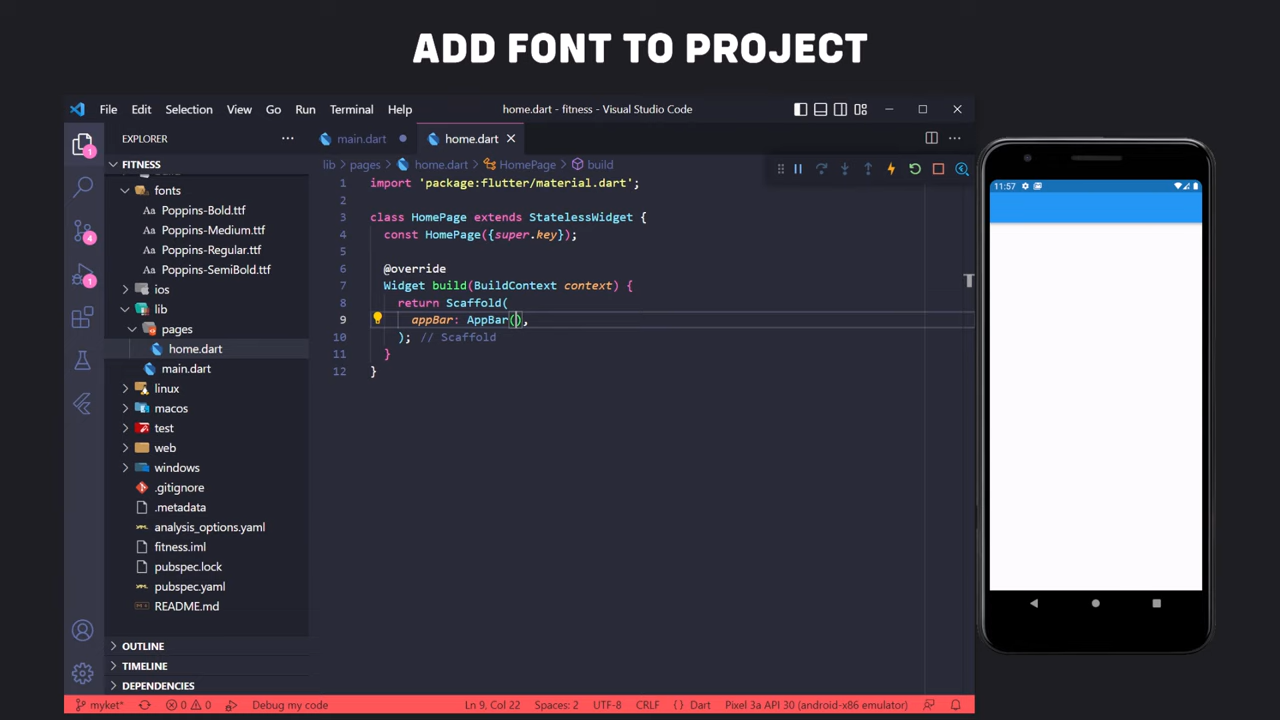 ADD FONT TO PROJECT
File Edit Selection View Go Run Terminal Help
home.dart - fitness - Visual Studio Code
EXPLORER
main.dart
home.dart
FITNESS
lib pages home.dart HomePage build
fonts
Poppins-Bold.ttf
Poppins-Medium.ttf
Poppins-Regular.ttf
Poppins-SemiBold.ttf
ios
lib
pages
home.dart
main.dart
linux
macos
test
web
windows
.gitignore
.metadata
analysis_options.yaml
fitness.iml
pubspec.lock
pubspec.yaml
README.md
OUTLINE
TIMELINE
DEPENDENCIES
1 import 'package:flutter/material.dart';
2
3 class HomePage extends StatelessWidget {
4 const HomePage({super.key});
5
6 @override
7 Widget build(BuildContext context) {
8 return Scaffold(
9 appBar: AppBar(),
10 ); // Scaffold
11 }
12 }
11:57
1
4
1
myket* 0 0 Debug my code Ln 9, Col 22 Spaces: 2 UTF-8 CRLF { } Dart Pixel 3a API 30 (android-x86 emulator)